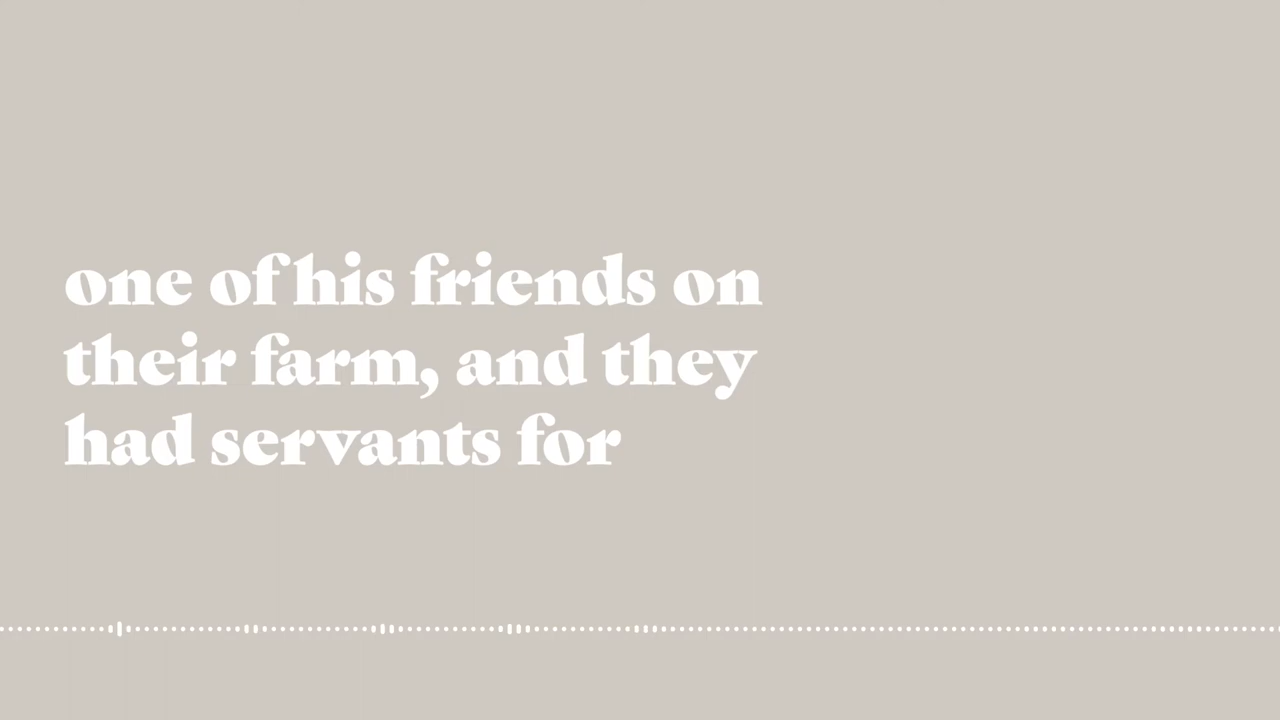 one of his friends on
their farm, and they
had servants for